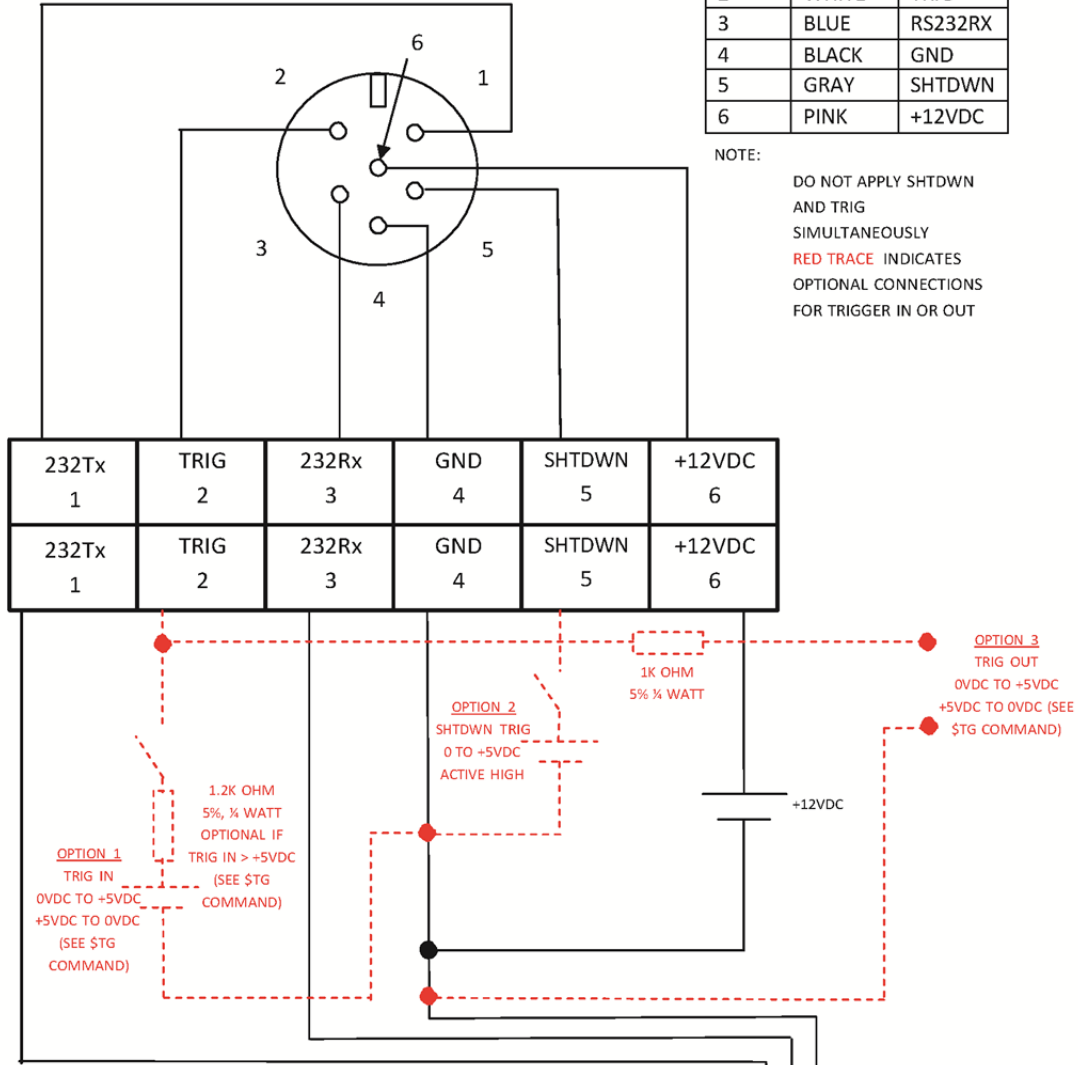 3 BLUE RS232RX
4 BLACK GND
5 GRAY SHTDWN
6 PINK +12VDC
NOTE:
DO NOT APPLY SHTDWN
AND TRIG
SIMULTANEOUSLY
RED TRACE INDICATES
OPTIONAL CONNECTIONS
FOR TRIGGER IN OR OUT
6
2
1
3
5
4
232Tx
1
TRIG
2
232Rx
3
GND
4
SHTDWN
5
+12VDC
6
232Tx
1
TRIG
2
232Rx
3
GND
4
SHTDWN
5
+12VDC
6
OPTION 3
TRIG OUT
0VDC TO +5VDC
+5VDC TO 0VDC (SEE
$TG COMMAND)
1K OHM
5% ¼ WATT
OPTION 2
SHTDWN TRIG
0 TO +5VDC
ACTIVE HIGH
+12VDC
1.2K OHM
5%, ¼ WATT
OPTIONAL IF
TRIG IN > +5VDC
(SEE $TG
COMMAND)
OPTION 1
TRIG IN
0VDC TO +5VDC
+5VDC TO 0VDC
(SEE $TG
COMMAND)